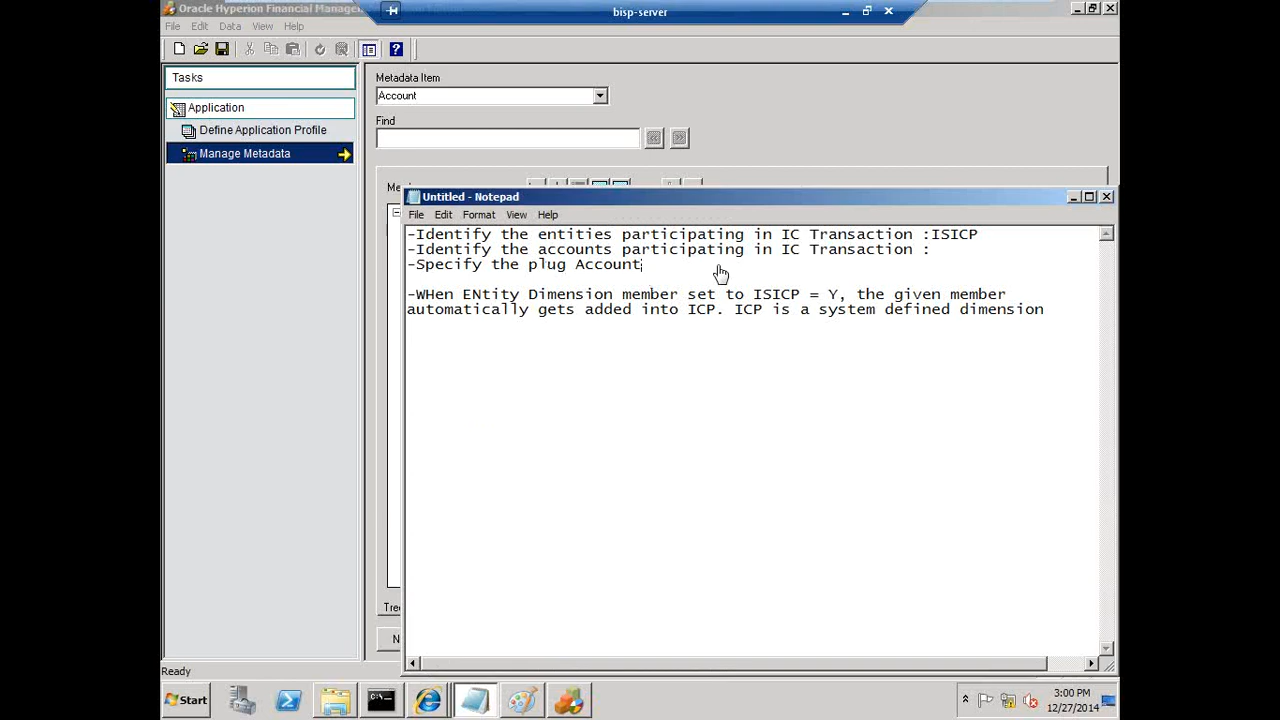 Oracle Hyperion Financial Manage
bisp-server
File Edit Data View Help
Tasks
Application
Define Application Profile
Manage Metadata
Metadata Item
Account
Find
Untitled - Notepad
File Edit Format View Help
-Identify the entities participating in IC Transaction :ISICP
-Identify the accounts participating in IC Transaction :
-Specify the plug Account
-WHen ENtity Dimension member set to ISICP = Y, the given member
automatically gets added into ICP. ICP is a system defined dimension
Tree
N
Ready
Start
3:00 PM
12/27/2014